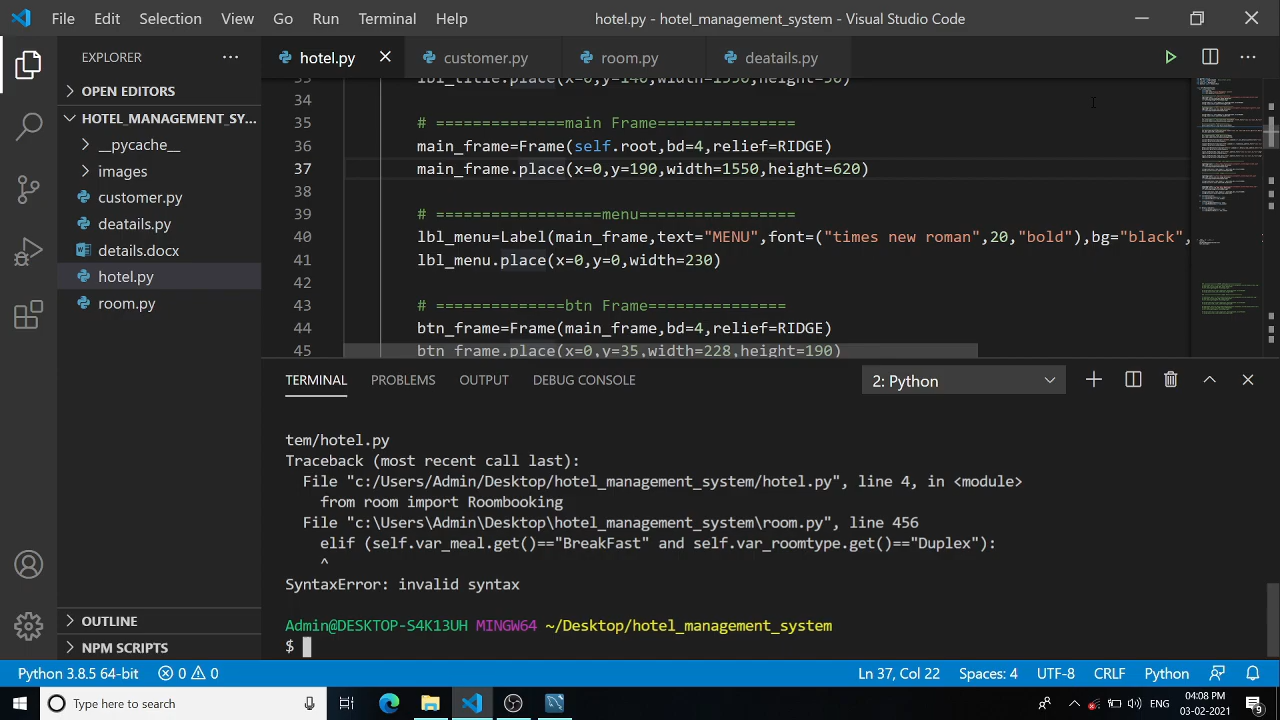 File Edit Selection View Go Run Terminal Help hotel.py - hotel_management_system - Visual Studio Code
EXPLORER
OPEN EDITORS
HOTEL_MANAGEMENT_SY...
__pycache__
images
customer.py
deatails.py
details.docx
hotel.py
room.py
OUTLINE
NPM SCRIPTS
hotel.py customer.py room.py deatails.py
33 lbl_title.place(x=0,y=140,width=1550,height=50)
34
35 # ==============main Frame==============
36 main_frame=Frame(self.root,bd=4,relief=RIDGE)
37 main_frame.place(x=0,y=190,width=1550,height=620)
38
39 # ==================menu================
40 lbl_menu=Label(main_frame,text="MENU",font=("times new roman",20,"bold"),bg="black",
41 lbl_menu.place(x=0,y=0,width=230)
42
43 # ==============btn Frame===============
44 btn_frame=Frame(main_frame,bd=4,relief=RIDGE)
45 btn_frame.place(x=0,y=35,width=228,height=190)
TERMINAL PROBLEMS OUTPUT DEBUG CONSOLE 2: Python
tem/hotel.py
Traceback (most recent call last):
File "c:/Users/Admin/Desktop/hotel_management_system/hotel.py", line 4, in <module>
from room import Roombooking
File "c:\Users\Admin\Desktop\hotel_management_system\room.py", line 456
elif (self.var_meal.get()=="BreakFast" and self.var_roomtype.get()=="Duplex"):
^
SyntaxError: invalid syntax
Admin@DESKTOP-S4K13UH MINGW64 ~/Desktop/hotel_management_system
$
Python 3.8.5 64-bit 0 0 Ln 37, Col 22 Spaces: 4 UTF-8 CRLF Python
Type here to search ENG 04:08 PM
03-02-2021 9